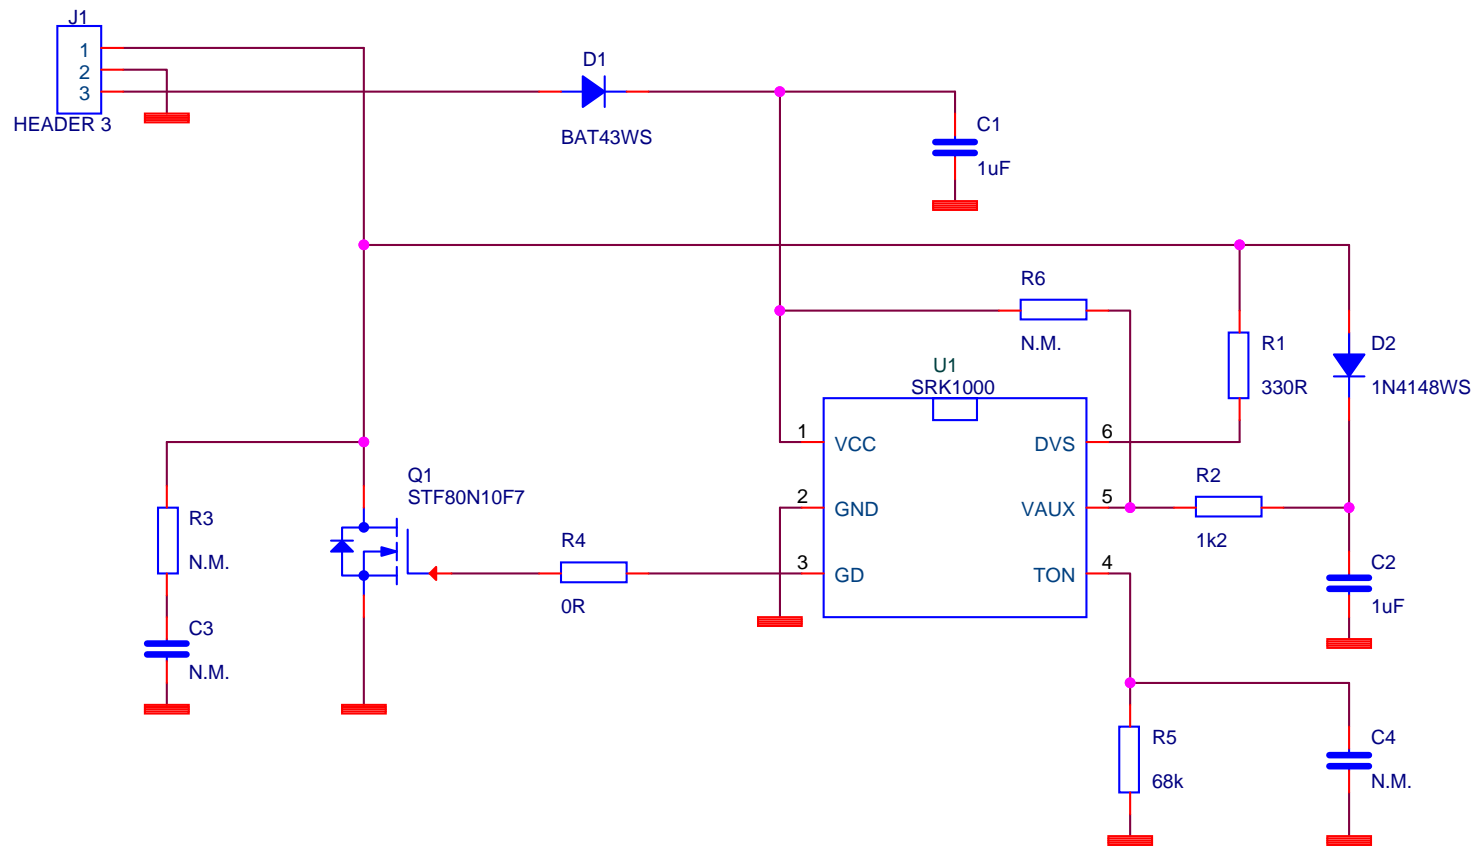 J1
1
2
3
HEADER 3
D1
BAT43WS
C1
1uF
R6
N.M.
U1
SRK1000
R1
330R
D2
1N4148WS
1
VCC
DVS
6
Q1
STF80N10F7
2
GND
VAUX
5
R2
1k2
R3
N.M.
R4
0R
3
GD
TON
4
C2
1uF
C3
N.M.
R5
68k
C4
N.M.